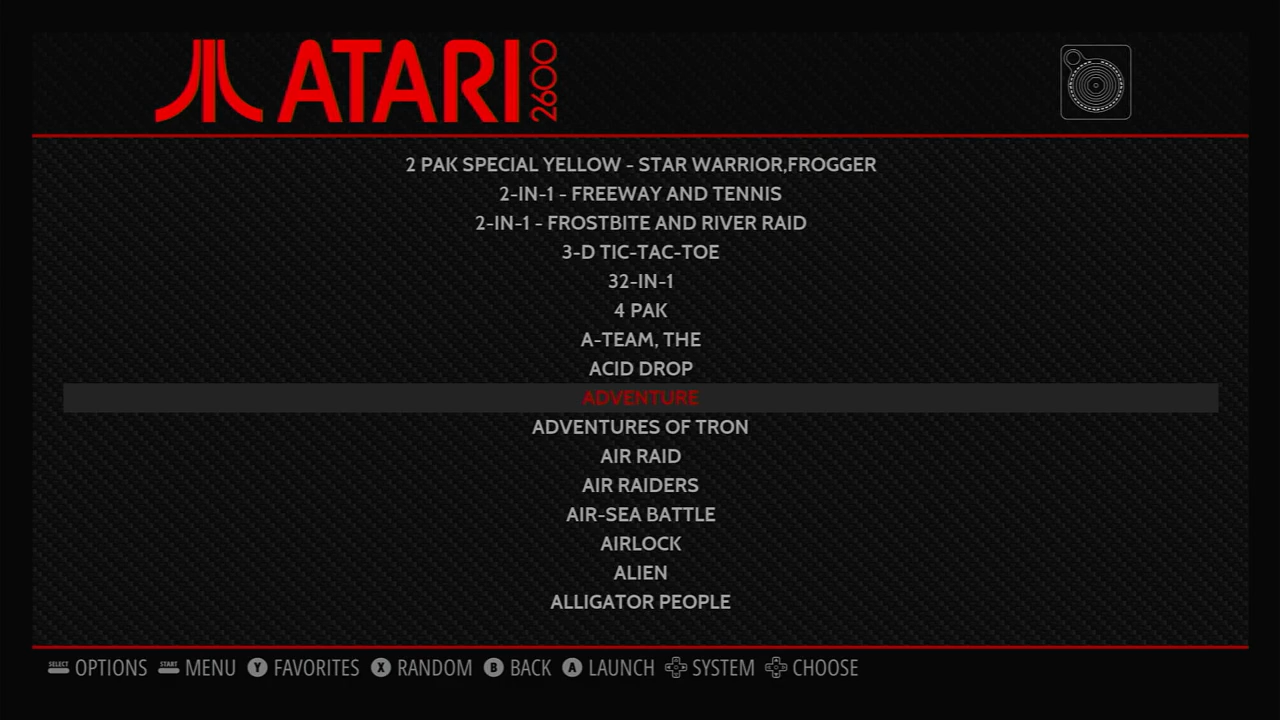 ATARI 2600
2 PAK SPECIAL YELLOW - STAR WARRIOR,FROGGER
2-IN-1 - FREEWAY AND TENNIS
2-IN-1 - FROSTBITE AND RIVER RAID
3-D TIC-TAC-TOE
32-IN-1
4 PAK
A-TEAM, THE
ACID DROP
ADVENTURE
ADVENTURES OF TRON
AIR RAID
AIR RAIDERS
AIR-SEA BATTLE
AIRLOCK
ALIEN
ALLIGATOR PEOPLE
SELECT OPTIONS START MENU Y FAVORITES X RANDOM B BACK A LAUNCH SYSTEM CHOOSE